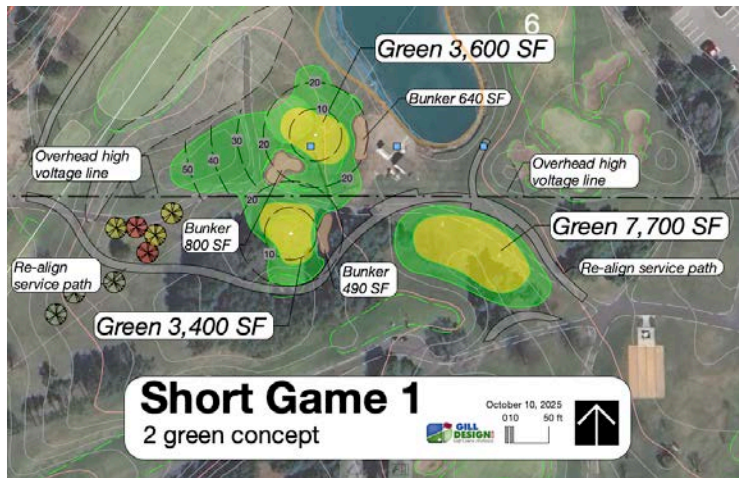 6
Green 3,600 SF
20
10
Bunker 640 SF
30
20
40
50
20
Overhead high
voltage line
Overhead high
voltage line
20
Bunker
800 SF
Green 7,700 SF
10
Re-align
service path
Bunker
490 SF
Re-align service path
Green 3,400 SF
Short Game 1
2 green concept
October 10, 2025
0 10 50 ft
GILL
DESIGN